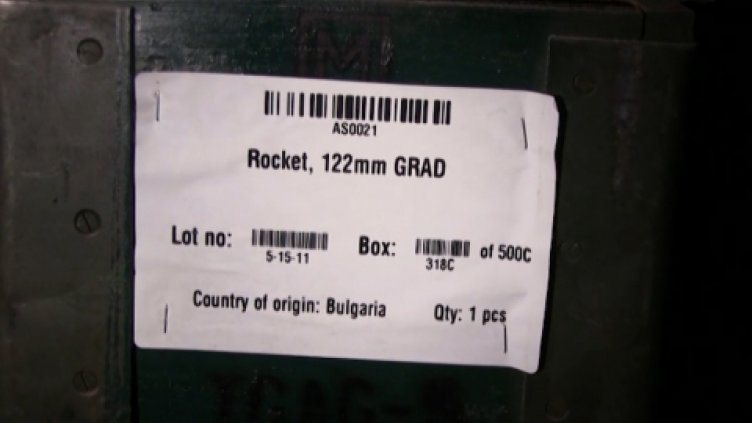 M
AS0021
Rocket, 122mm GRAD
Lot no: Box: of 500C
5-15-11 318C
Country of origin: Bulgaria Qty: 1 pcs